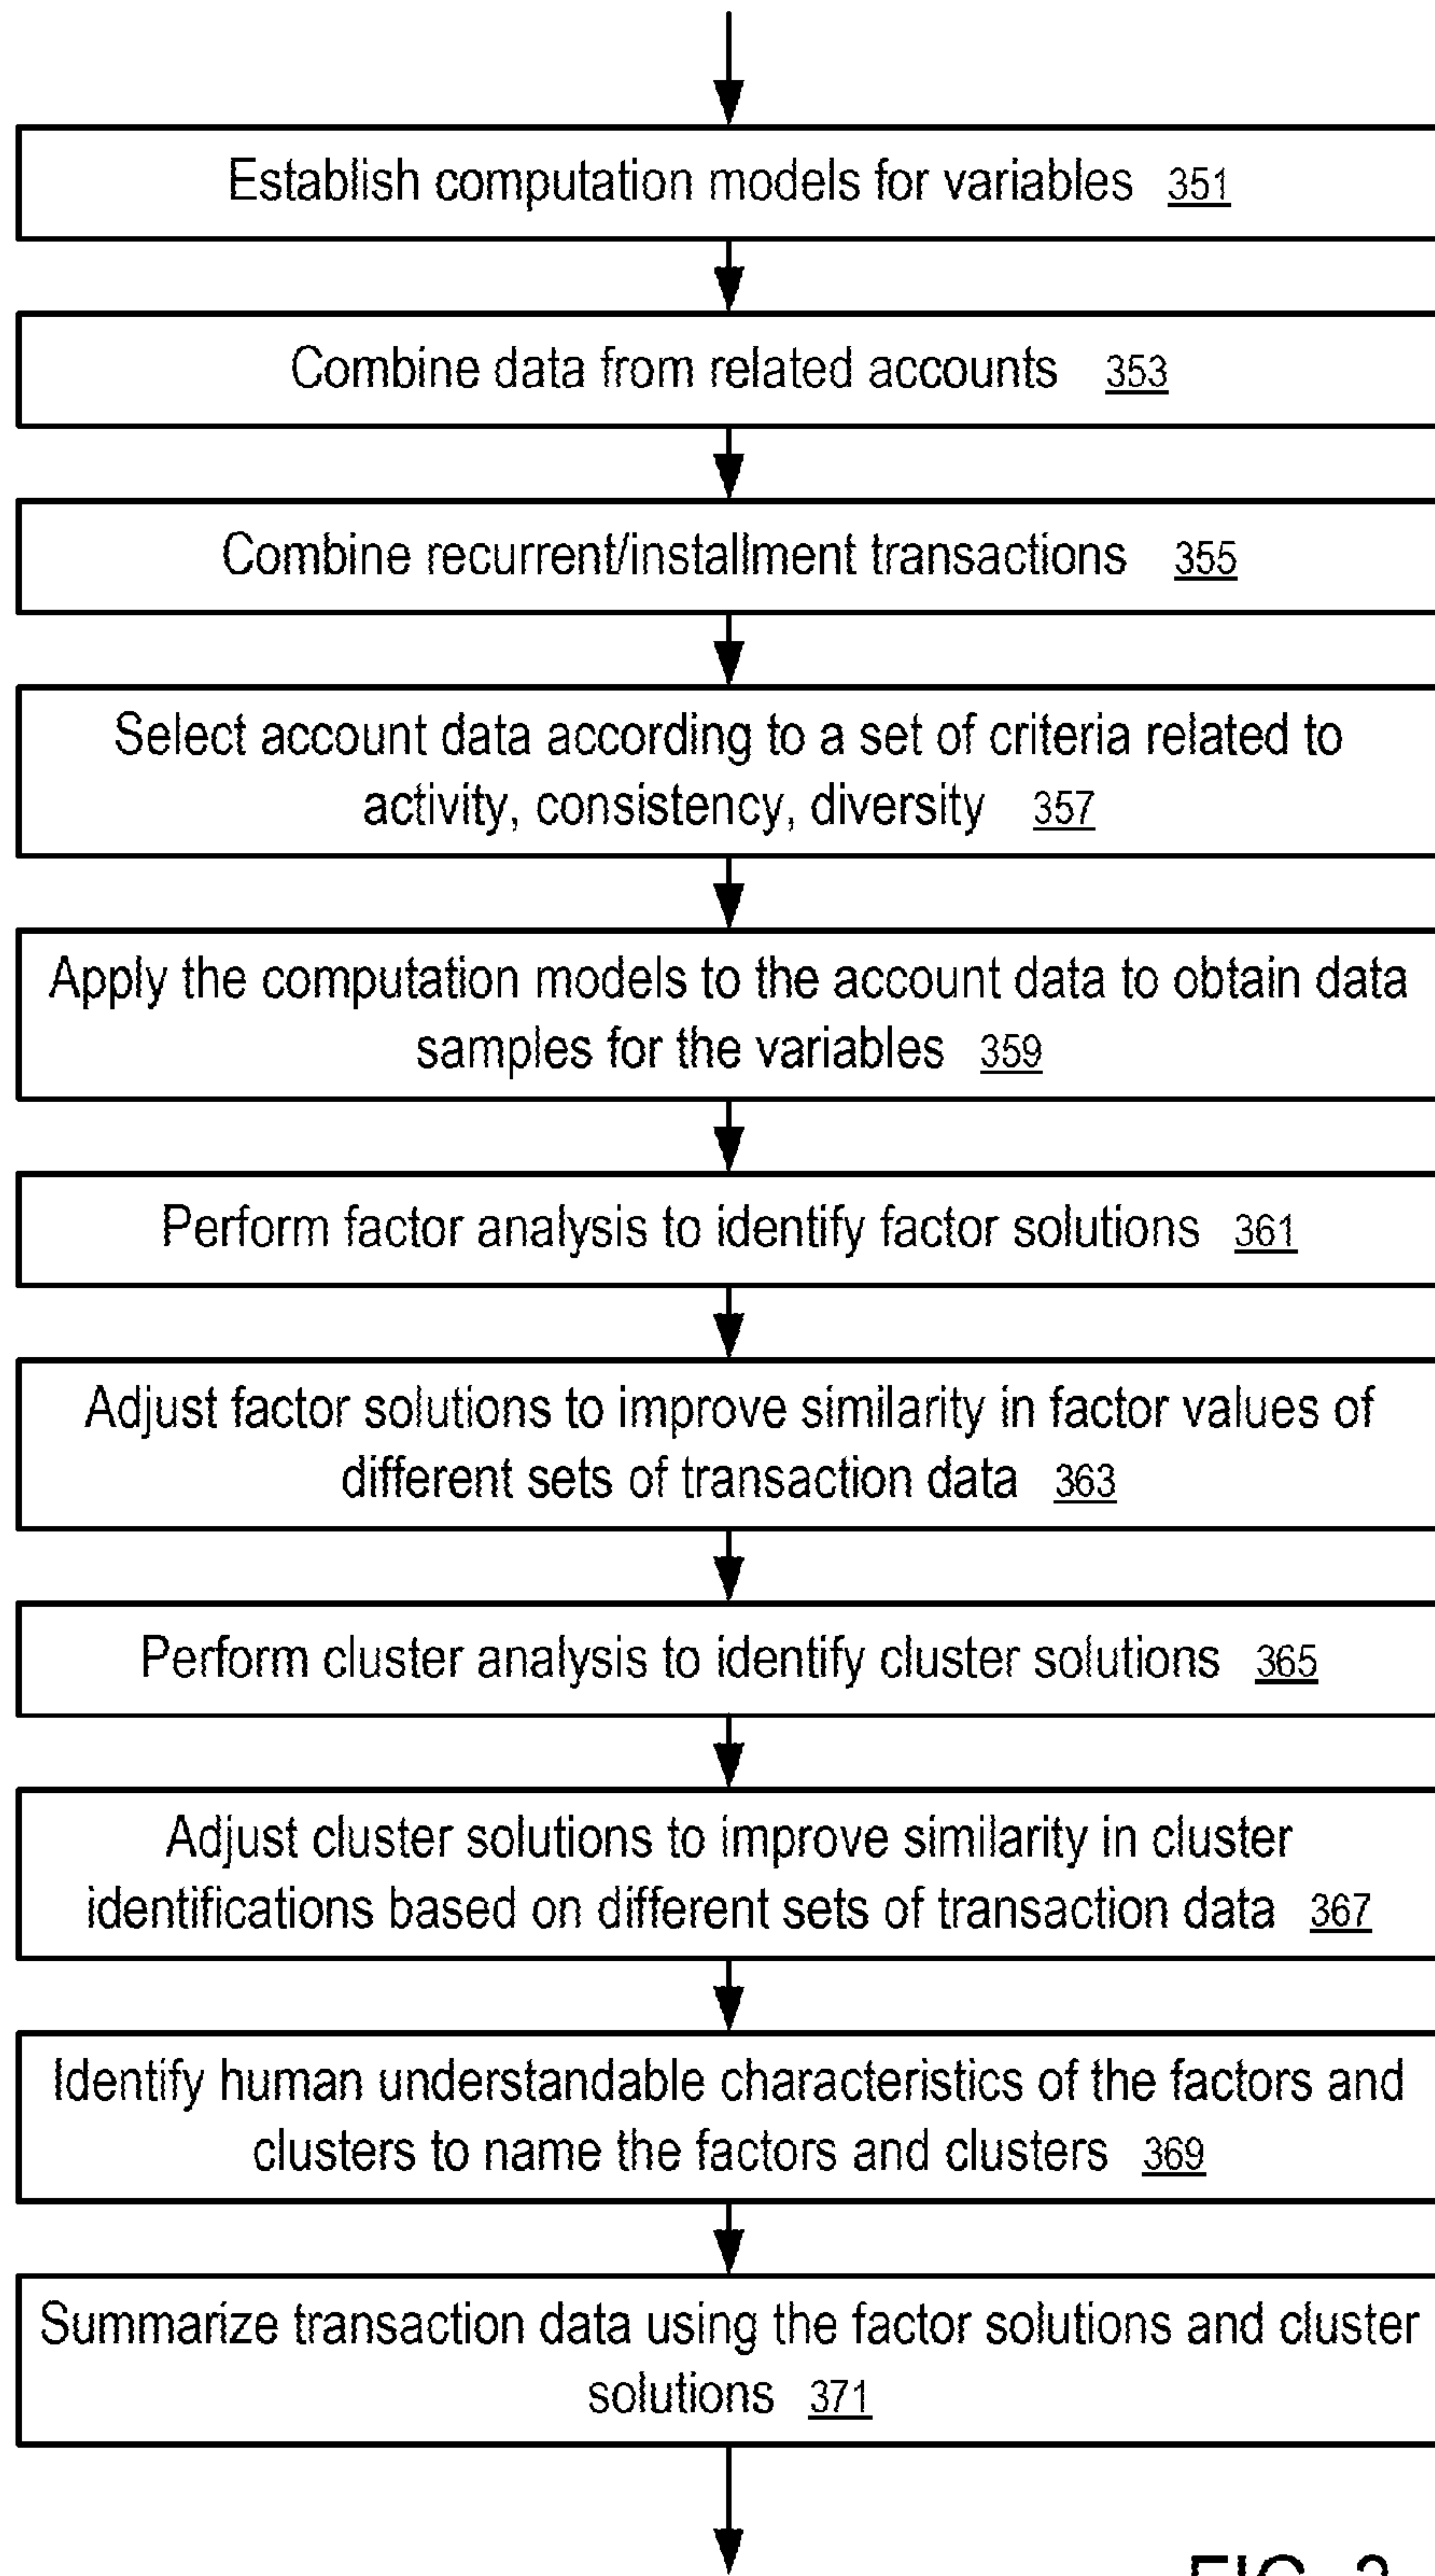 Establish computation models for variables 351
Combine data from related accounts 353
Combine recurrent/installment transactions 355
Select account data according to a set of criteria related to
activity, consistency, diversity 357
Apply the computation models to the account data to obtain data
samples for the variables 359
Perform factor analysis to identify factor solutions 361
Adjust factor solutions to improve similarity in factor values of
different sets of transaction data 363
Perform cluster analysis to identify cluster solutions 365
Adjust cluster solutions to improve similarity in cluster
identifications based on different sets of transaction data 367
Identify human understandable characteristics of the factors and
clusters to name the factors and clusters 369
Summarize transaction data using the factor solutions and cluster
solutions 371
FIG.